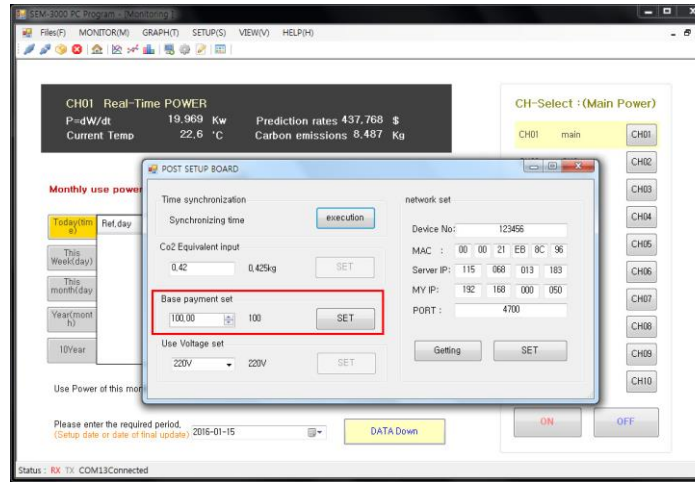 SEM-3000 PC Program - [Monitoring]
Files(F) MONITOR(M) GRAPH(T) SETUP(S) VIEW(V) HELP(H)
CH01 Real-Time POWER
P=dW/dt 19,969 Kw Prediction rates 437,768 $
Current Temp 22,6 °C Carbon emissions 8,487 Kg
CH-Select : (Main Power)
CH01 main CH01
CH02
CH03
CH04
CH05
CH06
CH07
CH08
CH09
CH10
ON OFF
Monthly use power
Today(tim
e)
Ref,day
This
Week(day)
This
month(day
Year(mont
h)
10Year
POST SETUP BOARD
Time synchronization
Synchronizing time execution
Co2 Equivalent input
0,42 0,425kg SET
Base payment set
100,00 100 SET
Use Voltage set
220V 220V SET
network set
Device No: 123456
MAC : 00 00 21 EB 8C 96
Server IP: 115 068 013 183
MY IP: 192 168 000 050
PORT : 4700
Getting SET
Use Power of this mon
Please enter the required period,
(Setup date or date of final update) 2016-01-15 DATA Down
Status : RX TX COM13Connected